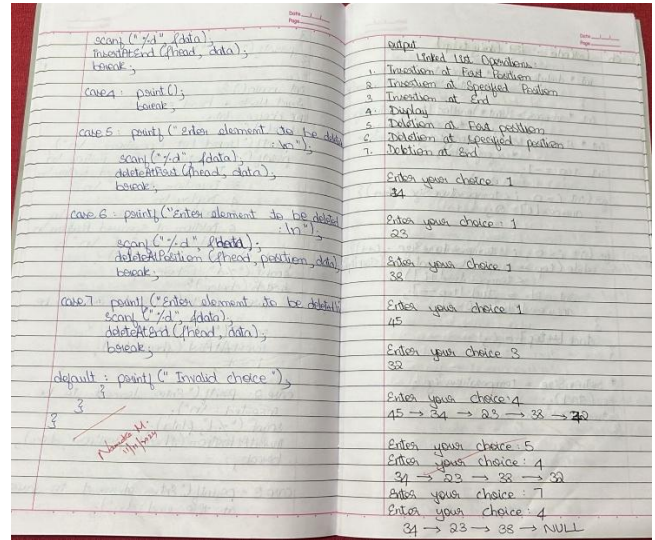 scanf("%d", &data);
InsertAtEnd(&head, data);
break;
case 4: print();
break;
case 5: printf("Enter element to be deleted
:\n");
scanf("%d", &data);
deleteAtFirst(&head, data);
break;
case 6: printf("Enter element to be deleted
:\n");
scanf("%d", &data);
deleteAtPosition(&head, position, data)
break;
case 7: printf("Enter element to be deleted\n
scanf("%d", &data);
deleteAtEnd(&head, data);
break;
default: printf("Invalid choice");
}
}
}
Date
Page
output
Linked List Operations:
1. Insertion at First Position
2. Insertion at Specified Position
3. Insertion at End
4. Display
5. Deletion at First position
6. Deletion at specified position
7. Deletion at End
Enter your choice: 1
34
Enter your choice: 1
23
Enter your choice 1
38
Enter your choice 1
45
Enter your choice 3
32
Enter your choice: 4
45 → 34 → 23 → 38 → 32
Enter your choice: 5
Enter your choice: 4
34 → 23 → 38 → 32
Enter your choice: 7
Enter your choice: 4
34 → 23 → 38 → NULL
Date
Page